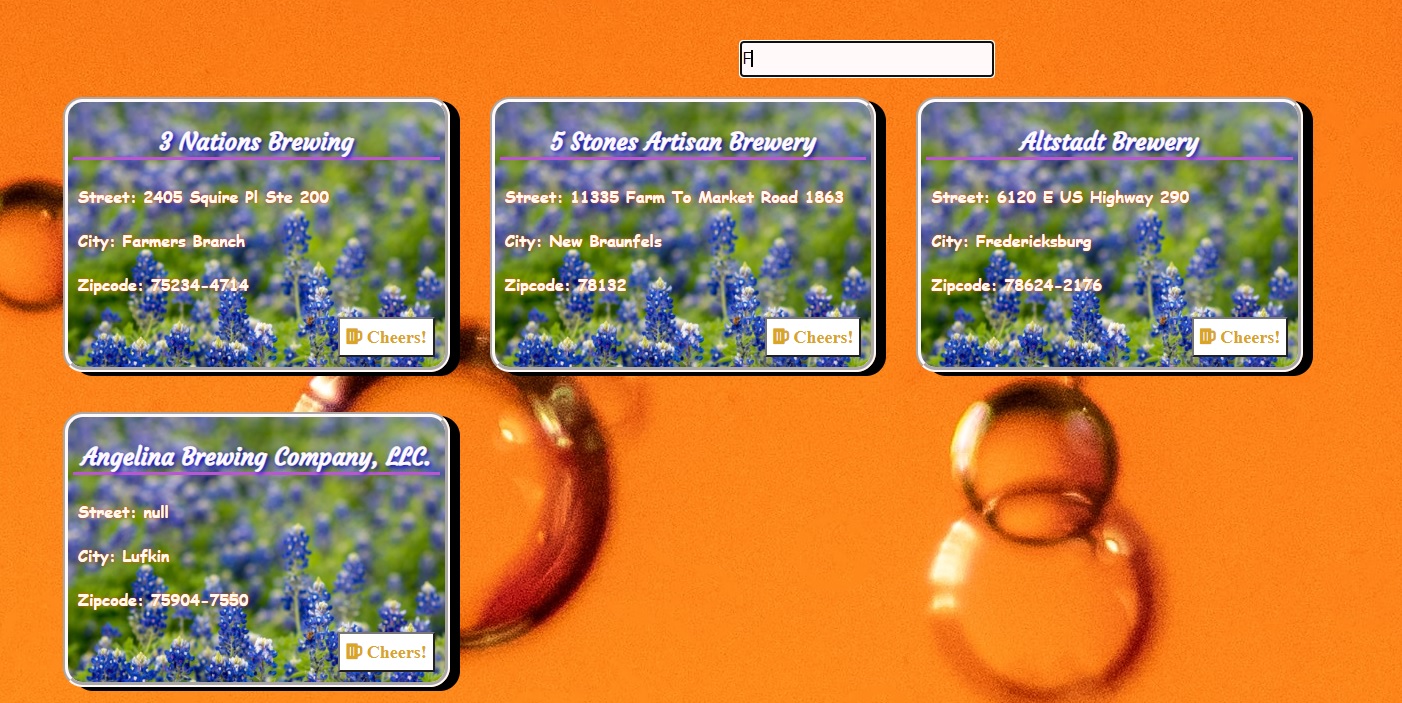 F
3 Nations Brewing
Street: 2405 Squire Pl Ste 200
City: Farmers Branch
Zipcode: 75234-4714
Cheers!
5 Stones Artisan Brewery
Street: 11335 Farm To Market Road 1863
City: New Braunfels
Zipcode: 78132
Cheers!
Altstadt Brewery
Street: 6120 E US Highway 290
City: Fredericksburg
Zipcode: 78624-2176
Cheers!
Angelina Brewing Company, LLC.
Street: null
City: Lufkin
Zipcode: 75904-7550
Cheers!